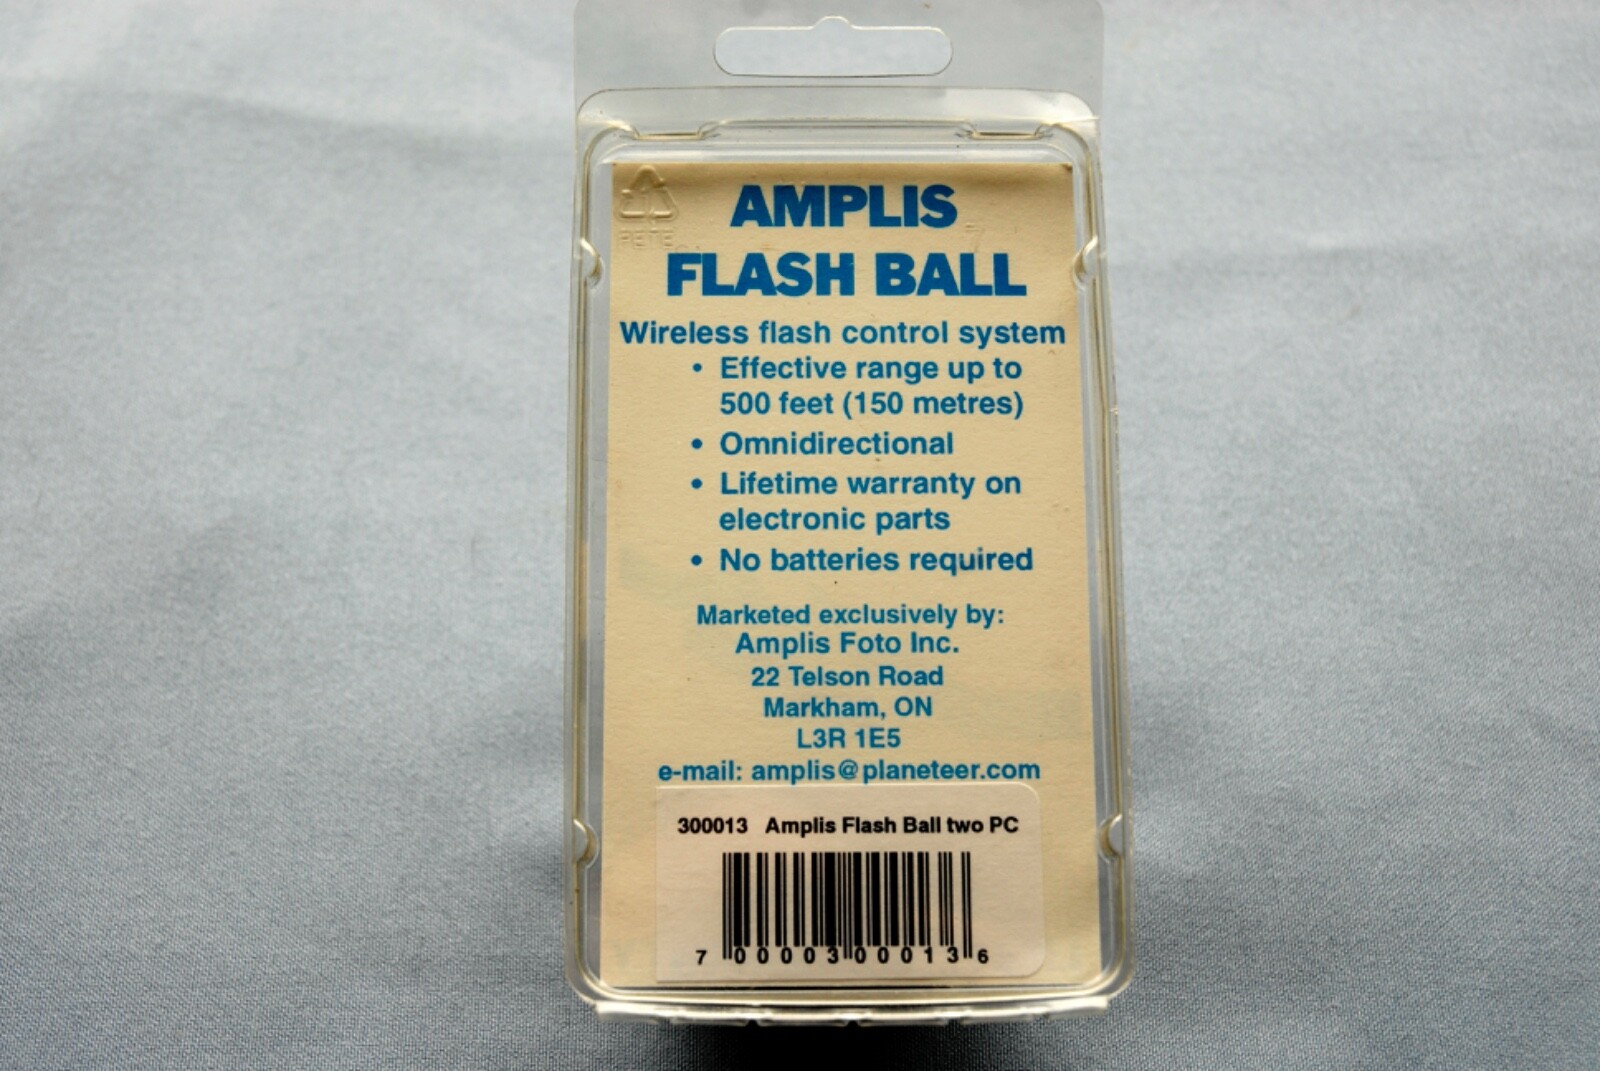 AMPLIS
FLASH BALL
Wireless flash control system
• Effective range up to
500 feet (150 metres)
• Omnidirectional
• Lifetime warranty on
electronic parts
• No batteries required
Marketed exclusively by:
Amplis Foto Inc.
22 Telson Road
Markham, ON
L3R 1E5
e-mail: amplis@planeteer.com
300013 Amplis Flash Ball two PC
7 00003 00013 6
PETE